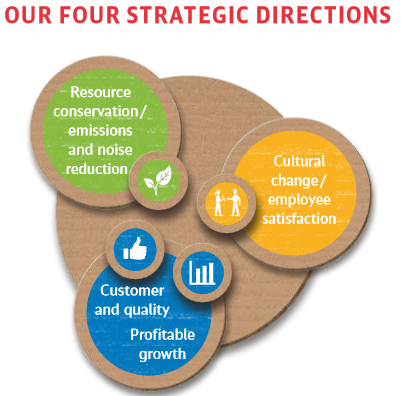 OUR FOUR STRATEGIC DIRECTIONS
Resource
conservation/
emissions
and noise
reduction
Cultural
change/
employee
satisfaction
Customer
and quality
Profitable
growth